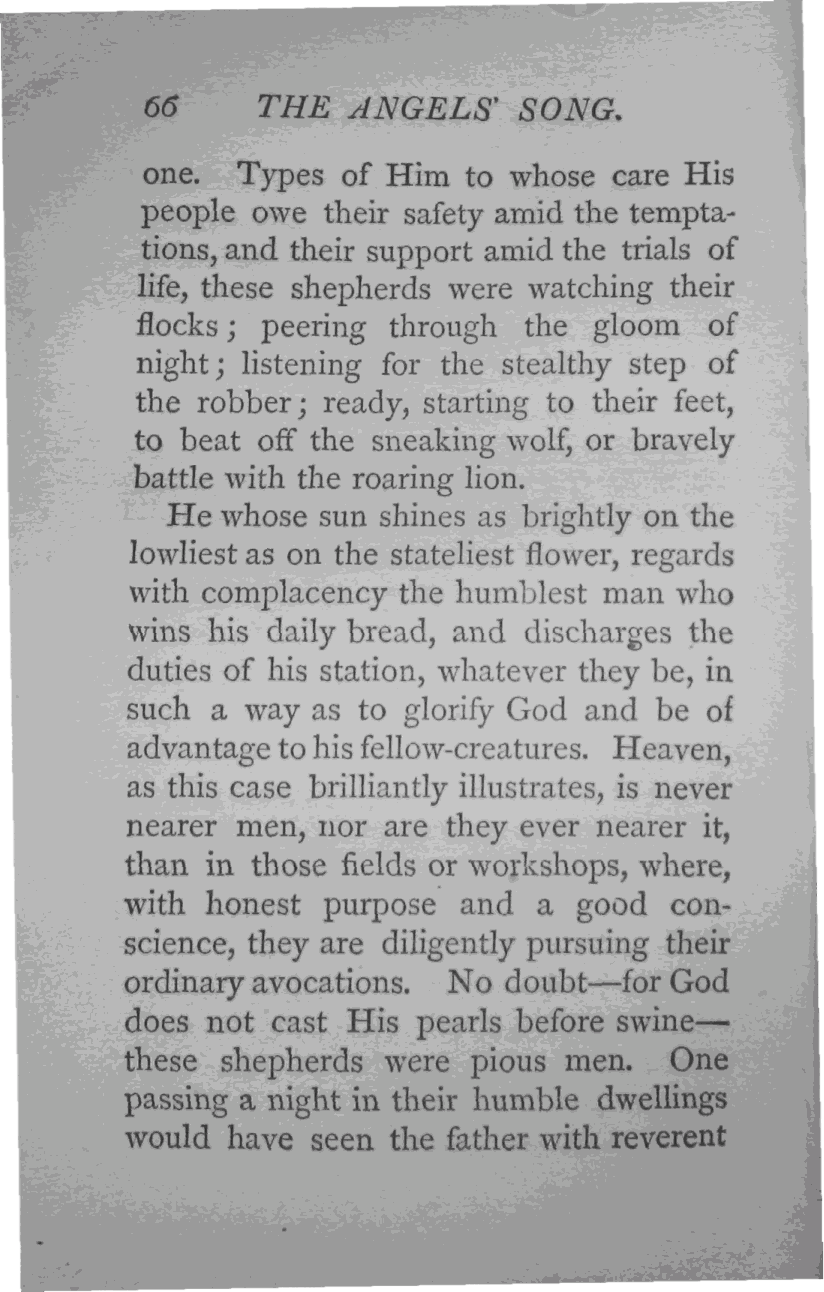 66 THE ANGELS' SONG.
one. Types of Him to whose care His
people owe their safety amid the tempta-
tions, and their support amid the trials of
life, these shepherds were watching their
flocks; peering through the gloom of
night; listening for the stealthy step of
the robber; ready, starting to their feet,
to beat off the sneaking wolf, or bravely
battle with the roaring lion.
He whose sun shines as brightly on the
lowliest as on the stateliest flower, regards
with complacency the humblest man who
wins his daily bread, and discharges the
duties of his station, whatever they be, in
such a way as to glorify God and be of
advantage to his fellow-creatures. Heaven,
as this case brilliantly illustrates, is never
nearer men, nor are they ever nearer it,
than in those fields or workshops, where,
with honest purpose and a good con-
science, they are diligently pursuing their
ordinary avocations. No doubt—for God
does not cast His pearls before swine—
these shepherds were pious men. One
passing a night in their humble dwellings
would have seen the father with reverent